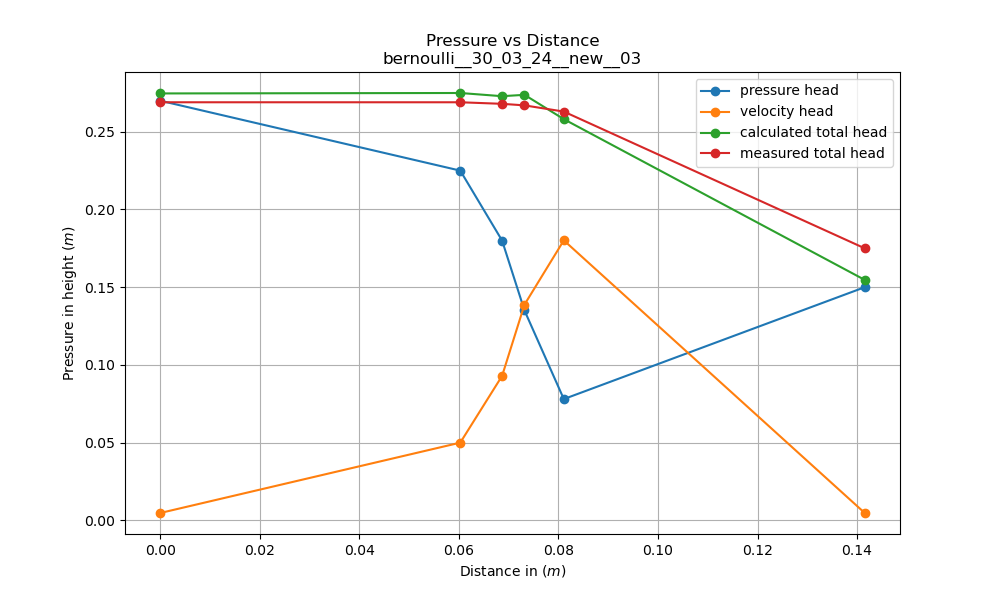 Pressure vs Distance
bernoulli__30_03_24__new__03
pressure head
velocity head
calculated total head
measured total head
Pressure in height (m)
0.25
0.20
0.15
0.10
0.05
0.00
0.00 0.02 0.04 0.06 0.08 0.10 0.12 0.14
Distance in (m)